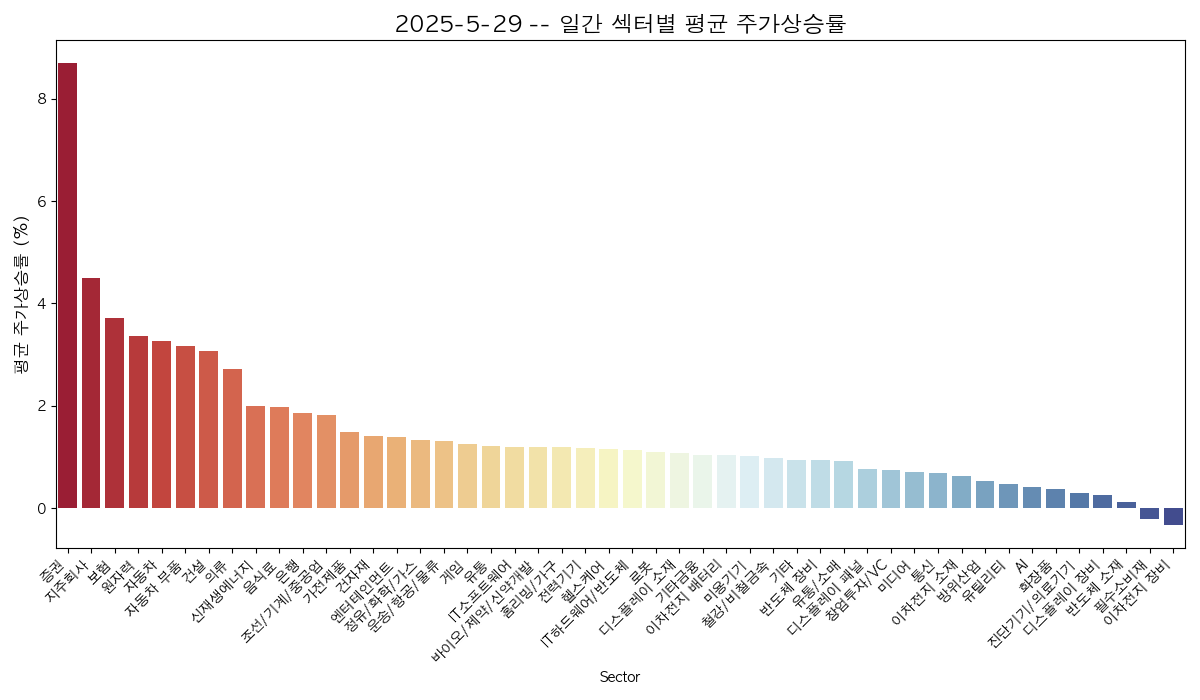 2025-5-29 -- 일간 섹터별 평균 주가상승률
평균 주가상승률 (%)
8
6
4
2
0
증권
지주회사
보험
원자력
자동차
자동차 부품
건설
의류
신재생에너지
음식료
은행
조선/기계/중공업
가전제품
건자재
엔터테인먼트
정유/화학/가스
운송/항공/물류
게임
유통
IT소프트웨어
바이오/제약/신약개발
홈리빙/가구
전력기기
헬스케어
IT하드웨어/반도체
로봇
디스플레이 소재
기타금융
이차전지 배터리
미용기기
철강/비철금속
기타
반도체 장비
유통/소매
디스플레이 패널
창업투자/VC
미디어
통신
이차전지 소재
방위산업
유틸리티
AI
화장품
진단기기/의료기기
디스플레이 장비
반도체 소재
필수소비재
이차전지 장비
Sector